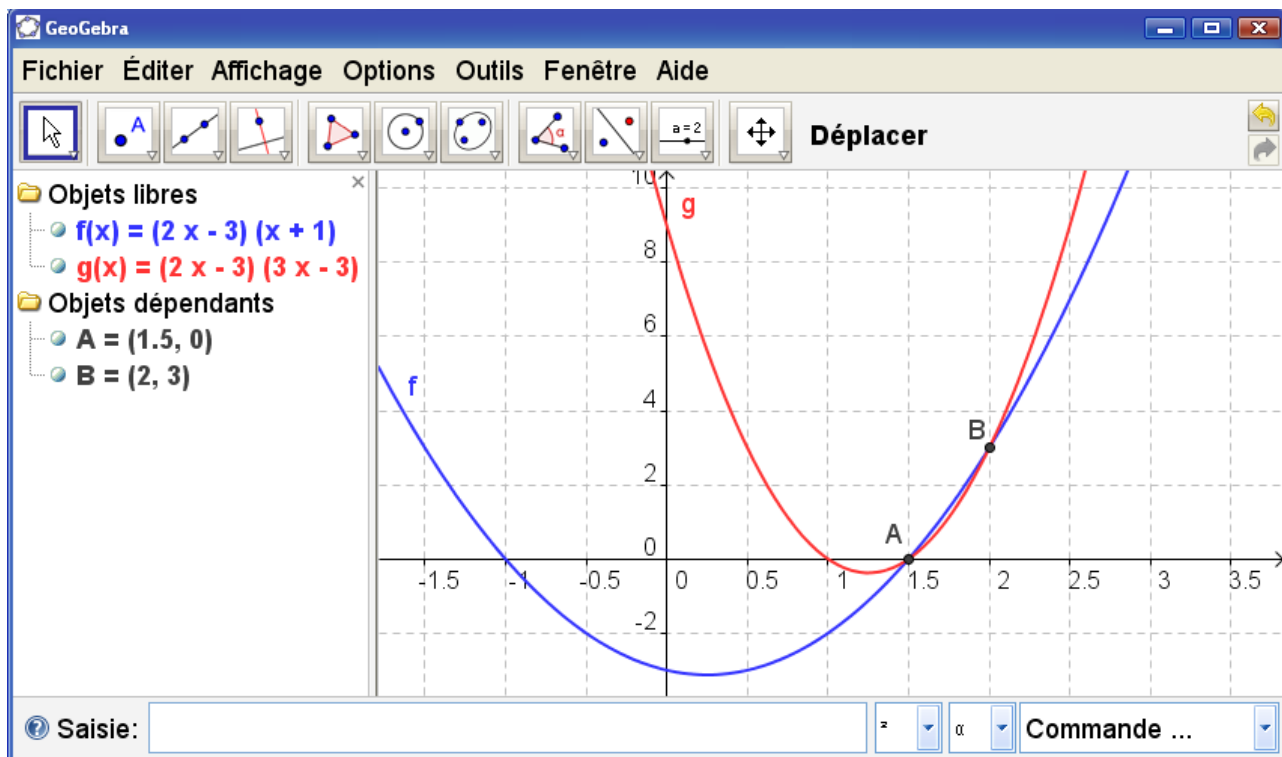 GeoGebra
Fichier Éditer Affichage Options Outils Fenêtre Aide
A
α
a = 2
Déplacer
Objets libres
f(x) = (2 x - 3) (x + 1)
g(x) = (2 x - 3) (3 x - 3)
Objets dépendants
A = (1.5, 0)
B = (2, 3)
10
g
8
6
f
4
B
2
A
0
-1.5 -1 -0.5 0 0.5 1 1.5 2 2.5 3 3.5
-2
Saisie:
²
α
Commande ...